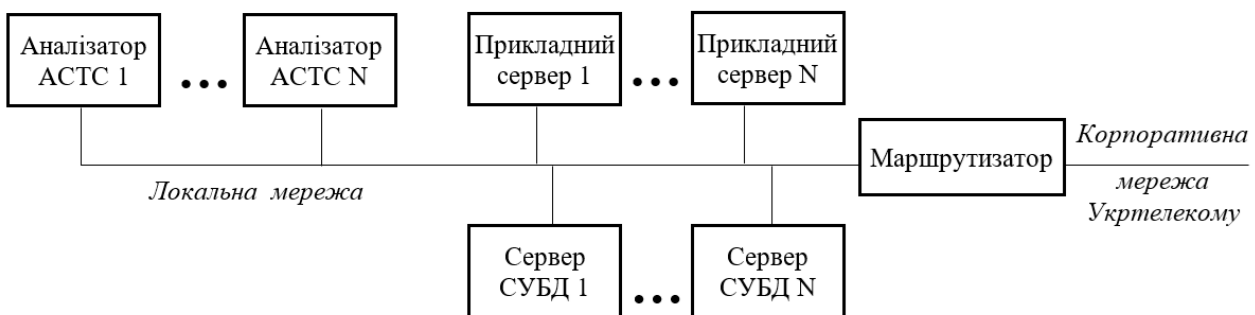 Аналізатор
АСТС 1
...
Аналізатор
АСТС N
Прикладний
сервер 1
...
Прикладний
сервер N
Маршрутизатор
Корпоративна
мережа
Укртелекому
Локальна мережа
Сервер
СУБД 1
...
Сервер
СУБД N